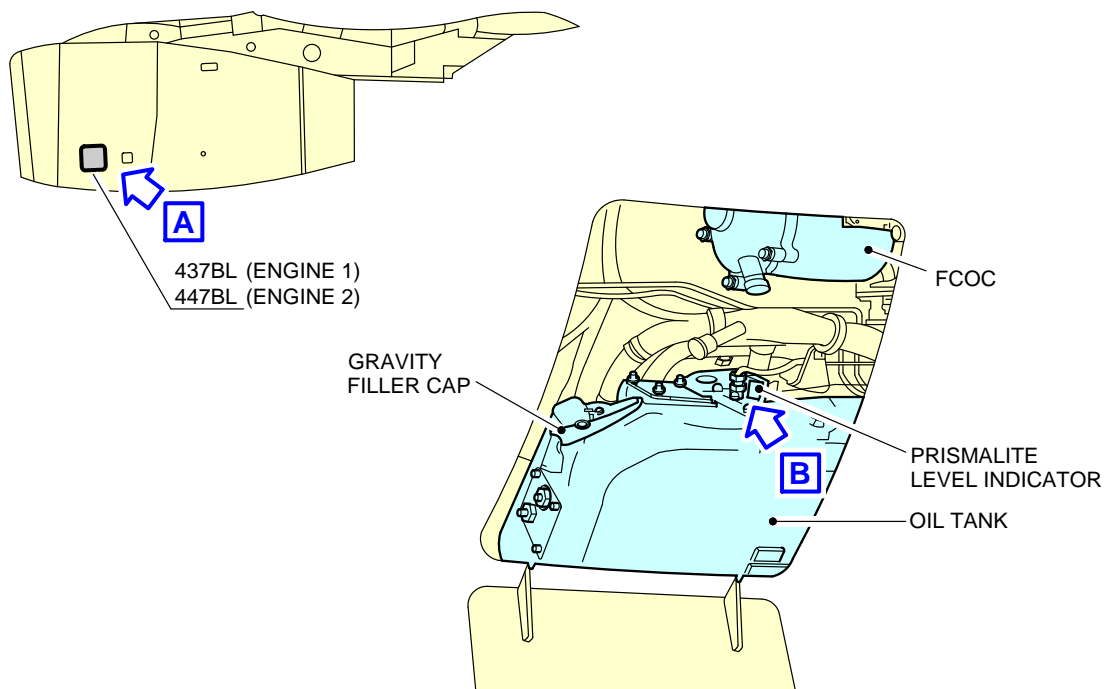 A
437BL (ENGINE 1)
447BL (ENGINE 2)
FCOC
GRAVITY
FILLER CAP
B
PRISMALITE
LEVEL INDICATOR
OIL TANK